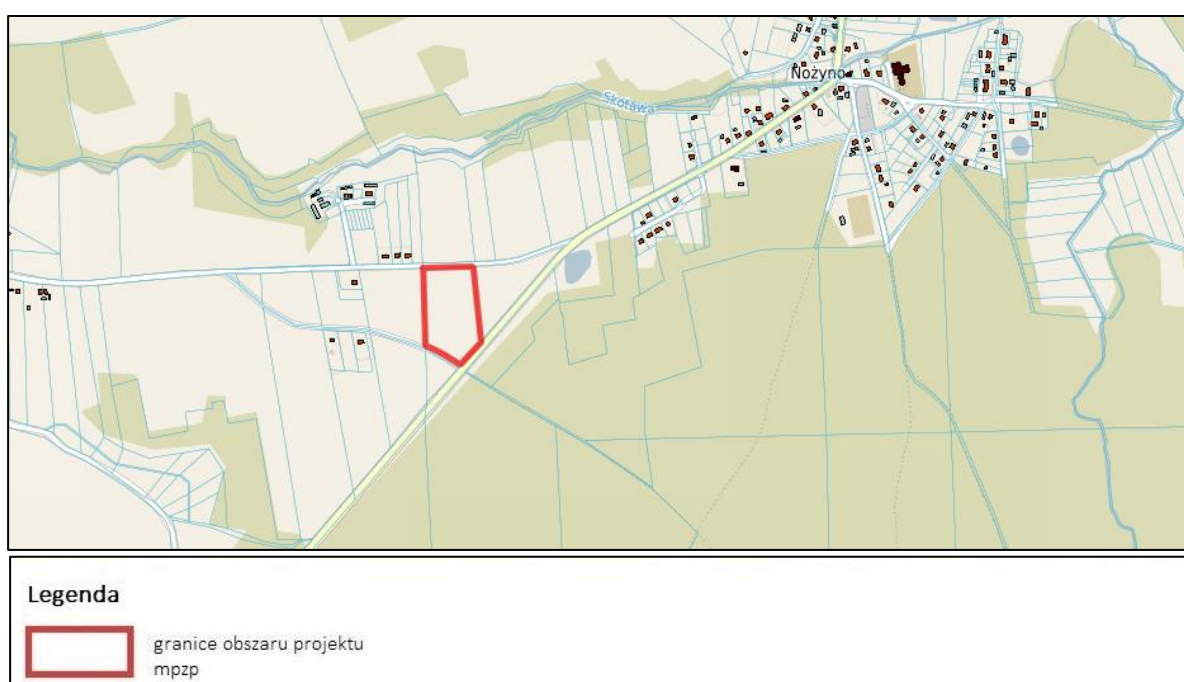 Nożyno
Skotawa
Legenda
granice obszaru projektu
mpzp